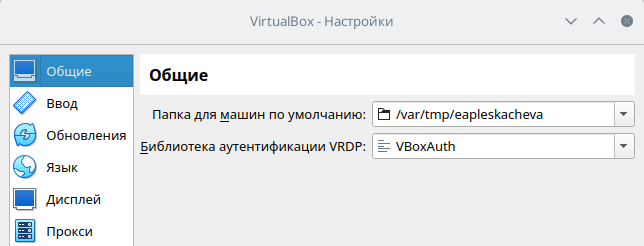 VirtualBox - Настройки
Общие
Ввод
Обновления
Язык
Дисплей
Прокси
Общие
Папка для машин по умолчанию: /var/tmp/eapleskacheva
Библиотека аутентификации VRDP: VBoxAuth